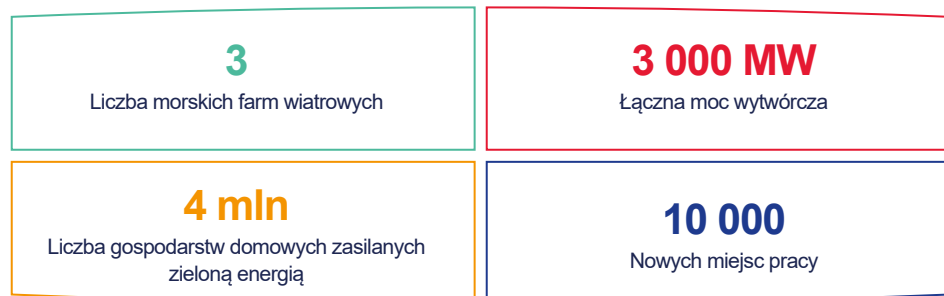 3
Liczba morskich farm wiatrowych
3 000 MW
Łączna moc wytwórcza
4 mln
Liczba gospodarstw domowych zasilanych
zieloną energią
10 000
Nowych miejsc pracy